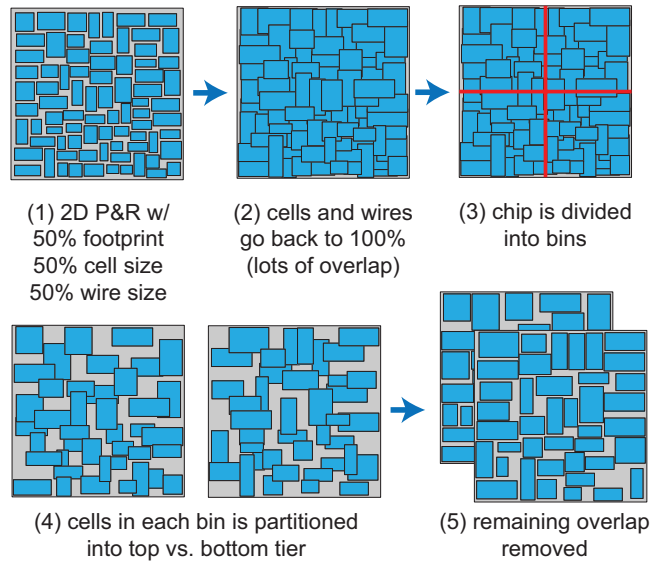 (1) 2D P&R w/
50% footprint
50% cell size
50% wire size
(2) cells and wires
go back to 100%
(lots of overlap)
(3) chip is divided
into bins
(4) cells in each bin is partitioned
into top vs. bottom tier
(5) remaining overlap
removed